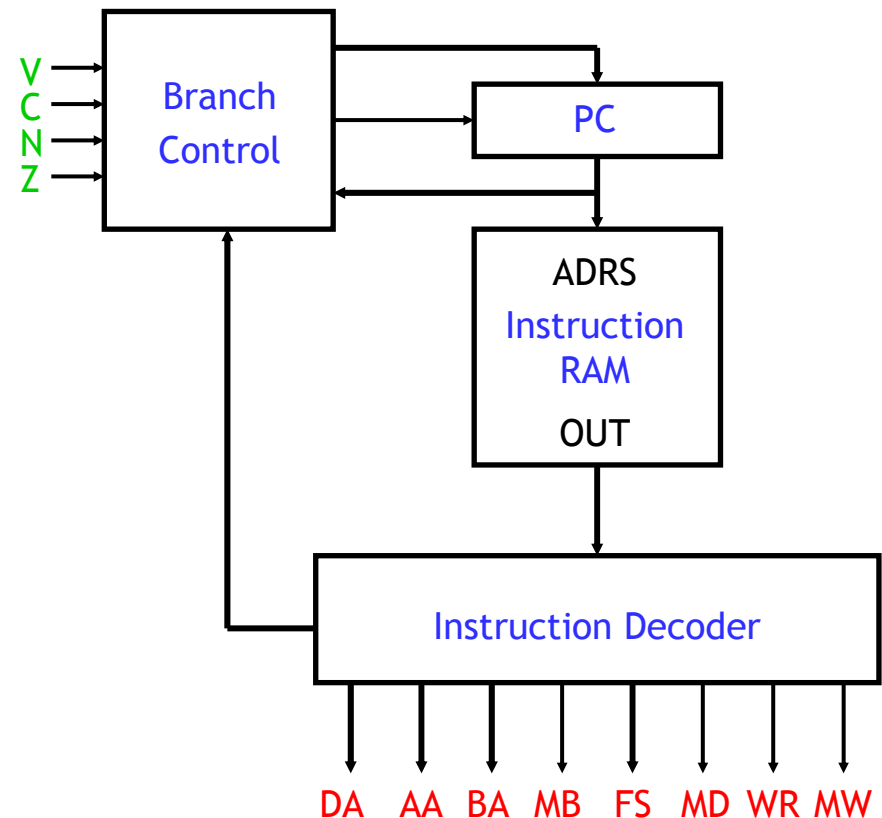 V
C
N
Z
Branch
Control
PC
ADRS
Instruction
RAM
OUT
Instruction Decoder
DA AA BA MB FS MD WR MW